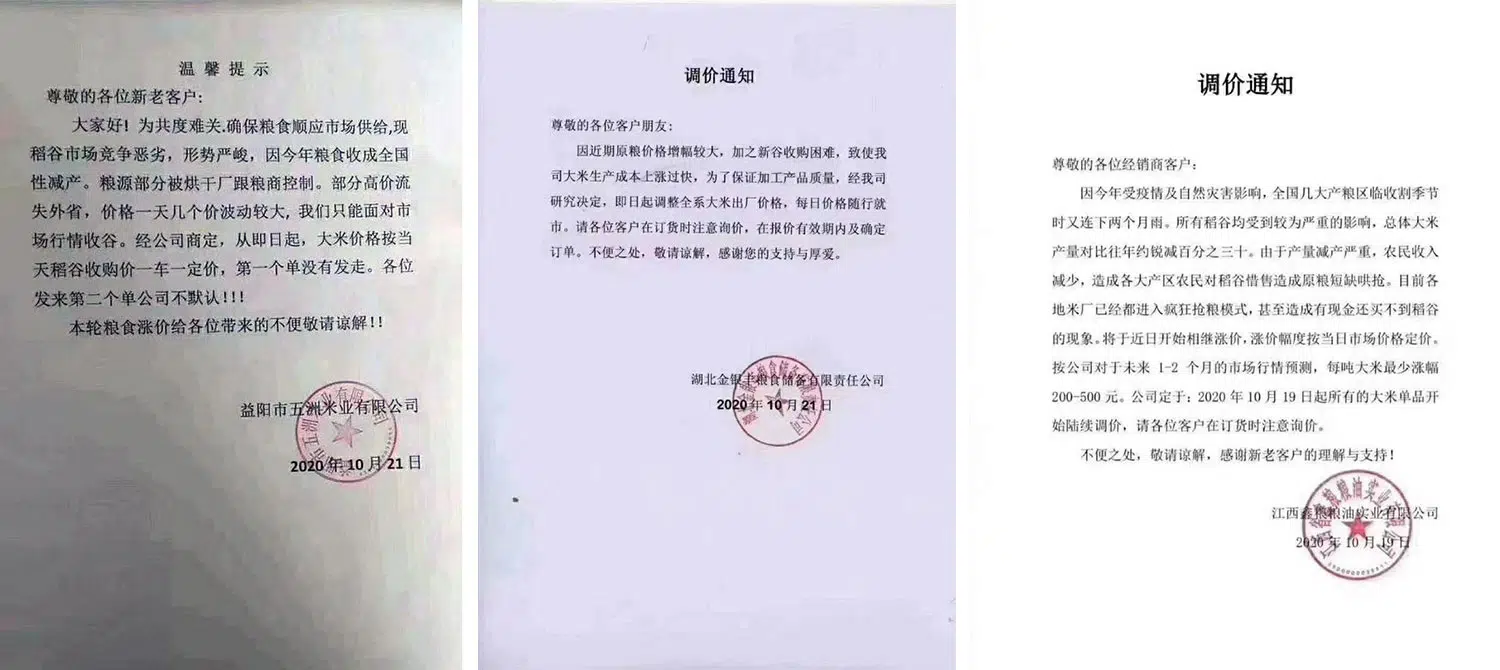 温馨提示
尊敬的各位新老客户:
大家好！为共度难关.确保粮食顺应市场供给,现
稻谷市场竞争恶劣，形势严峻，因今年粮食收成全国
性减产。粮源部分被烘干厂跟粮商控制。部分高价流
失外省，价格一天几个价波动较大, 我们只能面对市
场行情收谷。经公司商定，从即日起，大米价格按当
天稻谷收购价一车一定价，第一个单没有发走。各位
发来第二个单公司不默认!!!
本轮粮食涨价给各位带来的不便敬请谅解!!
益阳市五洲米业有限公司
2020年10月21日
调价通知
尊敬的各位客户朋友:
因近期原粮价格增幅较大，加之新谷收购困难，致使我
司大米生产成本上涨过快，为了保证加工产品质量，经我司
研究决定，即日起调整全系大米出厂价格，每日价格随行就
市。请各位客户在订货时注意询价，在报价有效期内及确定
订单。不便之处，敬请谅解，感谢您的支持与厚爱。
湖北金银丰粮食储备有限责任公司
2020年10月21日
调价通知
尊敬的各位经销商客户:
因今年受疫情及自然灾害影响，全国几大产粮区临收割季节
时又连下两个月雨。所有稻谷均受到较为严重的影响，总体大米
产量对比往年约锐减百分之三十。由于产量减产严重，农民收入
减少，造成各大产区农民对稻谷惜售造成原粮短缺哄抢。目前各
地米厂已经都进入疯狂抢粮模式，甚至造成有现金还买不到稻谷
的现象。将于近日开始相继涨价，涨价幅度按当日市场价格定价。
按公司对于未来 1-2 个月的市场行情预测，每吨大米最少涨幅
200-500元。公司定于: 2020年10月19日起所有的大米单品开
始陆续调价，请各位客户在订货时注意询价。
不便之处，敬请谅解，感谢新老客户的理解与支持！
江西鑫粮粮油实业有限公司
2020年10月19日